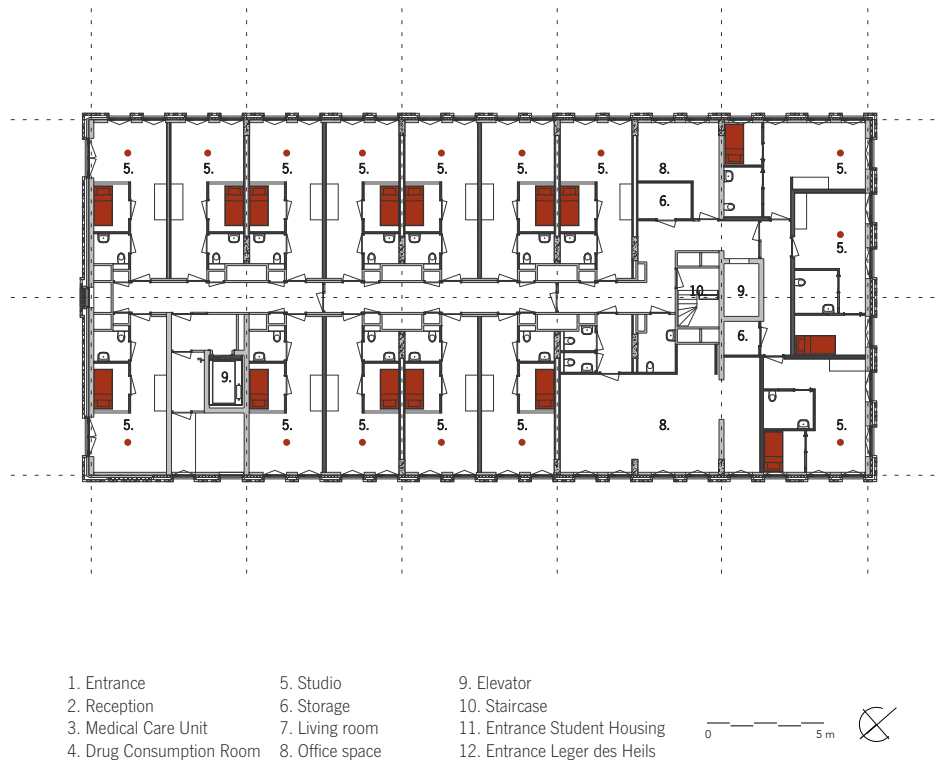 5. 5. 5. 5. 5. 5. 5. 8. 5.
6.
5.
10. 9.
6.
9.
5. 5. 5. 5. 5. 8. 5.
1. Entrance
2. Reception
3. Medical Care Unit
4. Drug Consumption Room
5. Studio
6. Storage
7. Living room
8. Office space
9. Elevator
10. Staircase
11. Entrance Student Housing
12. Entrance Leger des Heils
0 5 m